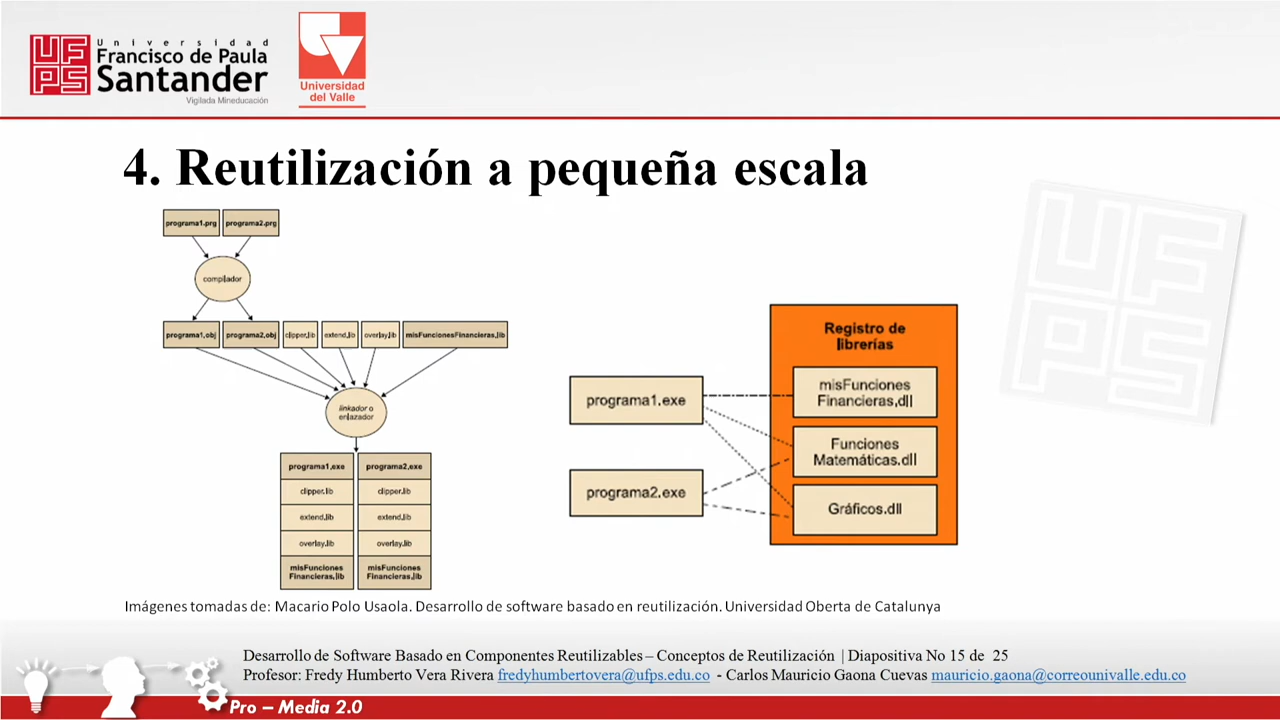 Universidad
Francisco de Paula
Santander
Vigilada Mineducación
Universidad
del Valle
4. Reutilización a pequeña escala
programa1.prg
programa2.prg
compilador
programa1.obj
programa2.obj
clipper.lib
extend.lib
overlay.lib
misFuncionesFinancieras.lib
linkador o
enlazador
programa1.exe
programa2.exe
clipper.lib
clipper.lib
extend.lib
extend.lib
overlay.lib
overlay.lib
misFunciones
Financieras.lib
misFunciones
Financieras.lib
programa1.exe
programa2.exe
Registro de
librerías
misFunciones
Financieras.dll
Funciones
Matemáticas.dll
Gráficos.dll
UFPS
Imágenes tomadas de: Macario Polo Usaola. Desarrollo de software basado en reutilización. Universidad Oberta de Catalunya
Desarrollo de Software Basado en Componentes Reutilizables – Conceptos de Reutilización | Diapositiva No 15 de 25
Profesor: Fredy Humberto Vera Rivera fredyhumbertovera@ufps.edu.co - Carlos Mauricio Gaona Cuevas mauricio.gaona@correounivalle.edu.co
Pro – Media 2.0